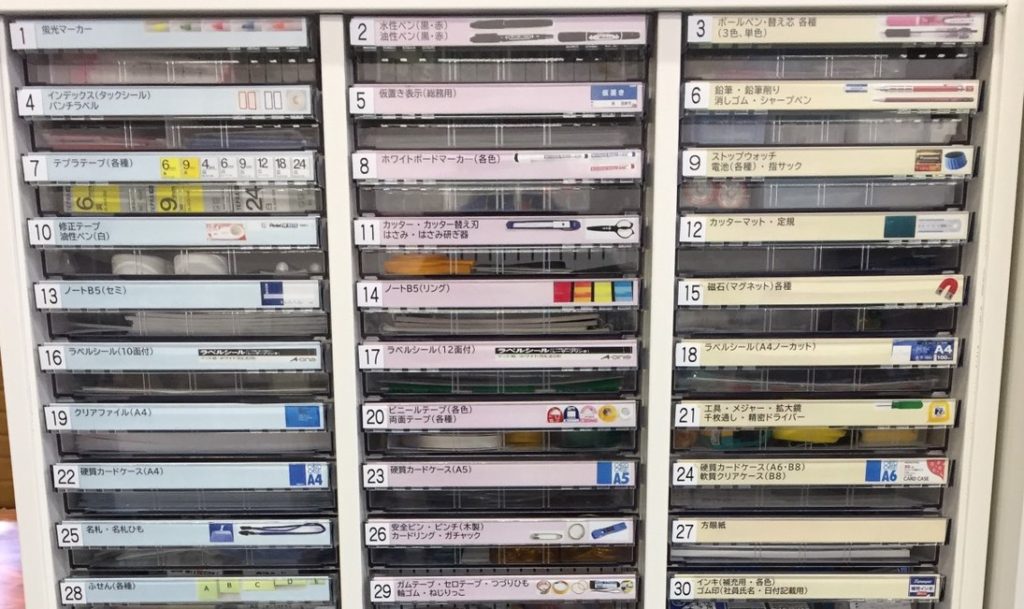 1 蛍光マーカー
2 水性ペン(黒・赤)
油性ペン(黒・赤)
3 ボールペン・替え芯 各種
(3色、単色)
4 インデックス(タックシール)
パンチラベル
5 仮置き表示(総務用)
仮置き
6 鉛筆・鉛筆削り
消しゴム・シャープペン
7 テプラテープ(各種)
6 9 4 6 9 12 18 24
6 9 24
8 ホワイトボードマーカー(各色)
9 ストップウォッチ
電池(各種)・指サック
10 修正テープ
油性ペン(白)
11 カッター・カッター替え刃
はさみ・はさみ研ぎ器
12 カッターマット・定規
13 ノートB5(セミ)
14 ノートB5(リング)
15 磁石(マグネット)各種
16 ラベルシール(10面付)
ラベルシール
A-one
17 ラベルシール(12面付)
ラベルシール
A-one
18 ラベルシール(A4ノーカット)
A4
19 クリアファイル(A4)
20 ビニールテープ(各色)
両面テープ(各種)
21 工具・メジャー・拡大鏡
千枚通し・精密ドライバー
22 硬質カードケース(A4)
A4
23 硬質カードケース(A5)
A5
24 硬質カードケース(A6・B8)
軟質クリアケース(B8)
A6
CARD CASE
25 名札・名札ひも
26 安全ピン・ピンチ(木製)
カードリング・ガチャック
27 方眼紙
28 ふせん(各種)
A B C D E
29 ガムテープ・セロテープ・つづりひも
輪ゴム・ねじりっこ
30 インキ(補充用・各色)
ゴム印(社員氏名・日付記載用)